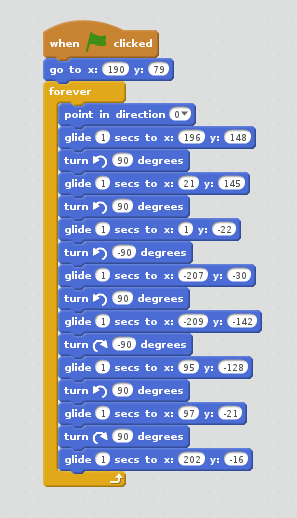 when clicked
go to x: 190 y: 79
forever
point in direction 0
glide 1 secs to x: 196 y: 148
turn 90 degrees
glide 1 secs to x: 21 y: 145
turn 90 degrees
glide 1 secs to x: 1 y: -22
turn -90 degrees
glide 1 secs to x: -207 y: -30
turn 90 degrees
glide 1 secs to x: -209 y: -142
turn -90 degrees
glide 1 secs to x: 95 y: -128
turn 90 degrees
glide 1 secs to x: 97 y: -21
turn 90 degrees
glide 1 secs to x: 202 y: -16